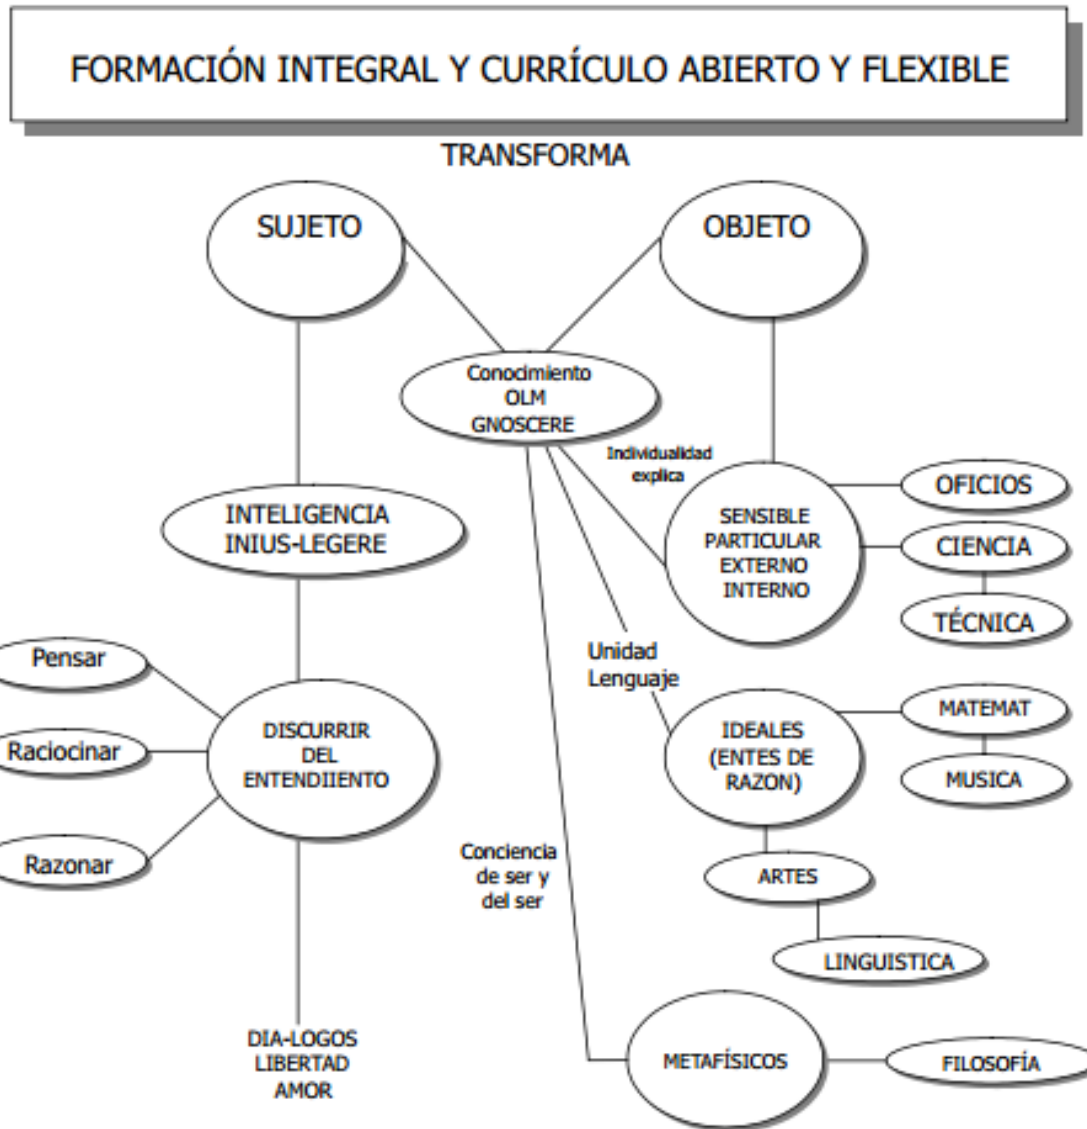 FORMACIÓN INTEGRAL Y CURRÍCULO ABIERTO Y FLEXIBLE
TRANSFORMA
SUJETO
OBJETO
Conocimiento
OLM
GNOSCERE
Individualidad
explica
INTELIGENCIA
INIUS-LEGERE
SENSIBLE
PARTICULAR
EXTERNO
INTERNO
OFICIOS
CIENCIA
TÉCNICA
Pensar
Raciocinar
Razonar
DISCURRIR
DEL
ENTENDIIENTO
Unidad
Lenguaje
IDEALES
(ENTES DE
RAZON)
MATEMAT
MUSICA
ARTES
LINGUISTICA
Conciencia
de ser y
del ser
DIA-LOGOS
LIBERTAD
AMOR
METAFÍSICOS
FILOSOFÍA